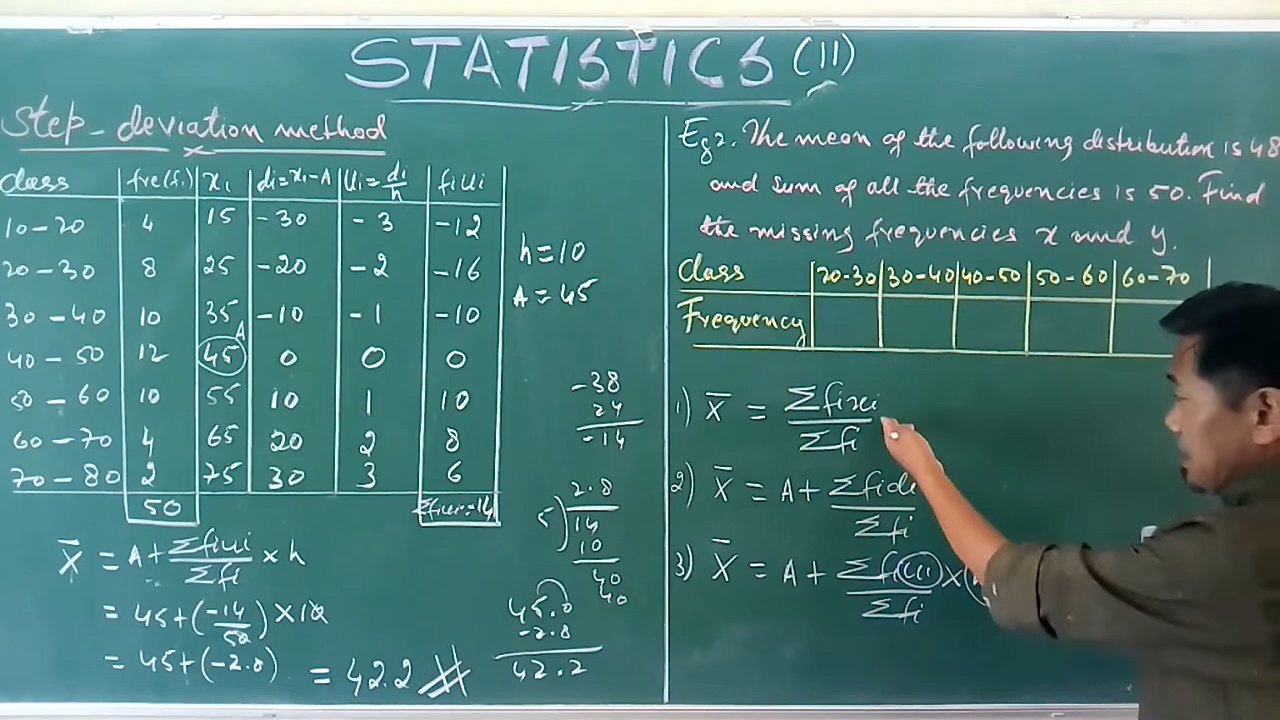 STATISTICS (11)
Step-deviation method
class fre(fi) xi di=xi-A Ui=di/h fiui
10-20 4 15 -30 -3 -12
20-30 8 25 -20 -2 -16
30-40 10 35 -10 -1 -10
40-50 12 45 A 0 0 0
50-60 10 55 10 1 10
60-70 4 65 20 2 8
70-80 2 75 30 3 6
50 Σfiui=-14
h=10
A=45
-38
24
-14
2.8
5)14
10
40
40
45.0
-2.8
42.2
X̄ = A+ Σfiui/Σfi × h
= 45+(-14/50)×10
= 45+(-2.8) = 42.2
Eg2. The mean of the following distribution is 48
and sum of all the frequencies is 50. Find
the missing frequencies x and y.
class 20-30 30-40 40-50 50-60 60-70
Frequency
1) X̄ = Σfixi/Σfi
2) X̄ = A+ Σfidi/Σfi
3) X̄ = A+ Σfiui/Σfi ×